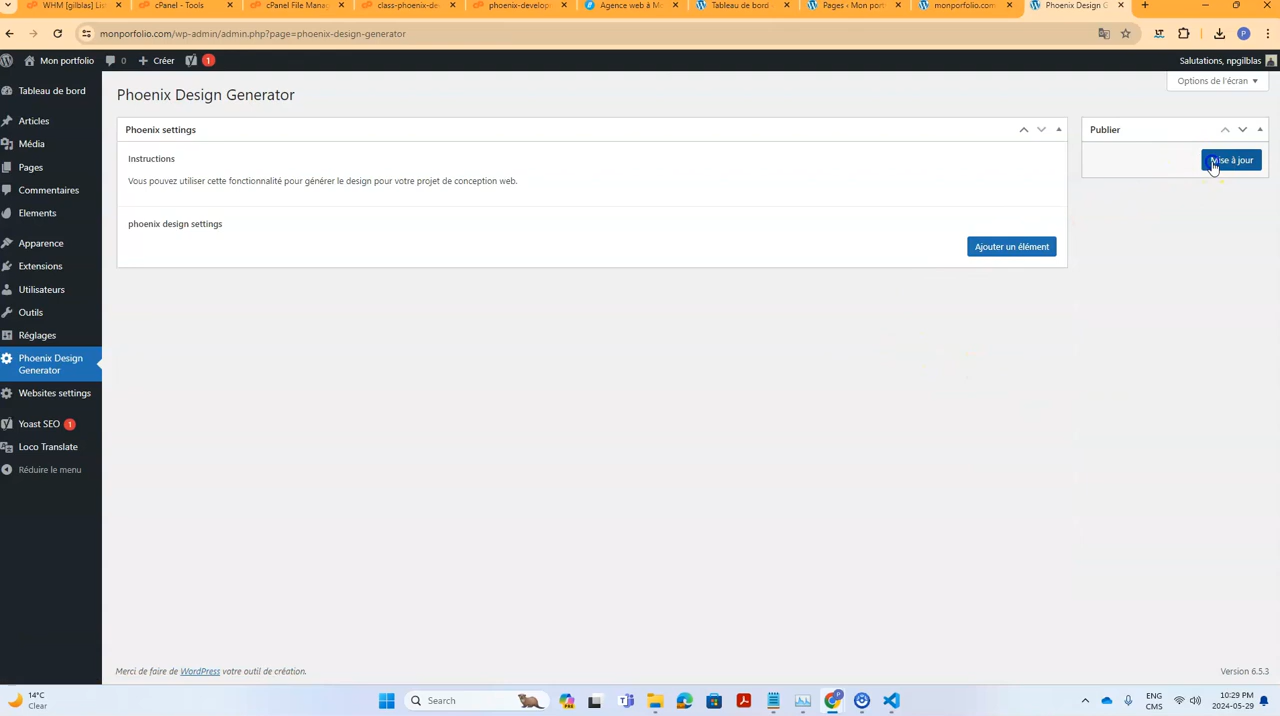 WHM [gilblas] Lis
cPanel - Tools
cPanel File Mana
class-phoenix-de
phoenix-develop
Agence web à M
Tableau de bord
Pages ‹ Mon port
monporfolio.com
Phoenix Design G
monporfolio.com/wp-admin/admin.php?page=phoenix-design-generator
Mon portfolio
0
Créer
1
Salutations, npgilblas
Options de l'écran
Tableau de bord
Articles
Média
Pages
Commentaires
Elements
Apparence
Extensions
Utilisateurs
Outils
Réglages
Phoenix Design
Generator
Websites settings
Yoast SEO 1
Loco Translate
Réduire le menu
Phoenix Design Generator
Phoenix settings
Instructions
Vous pouvez utiliser cette fonctionnalité pour générer le design pour votre projet de conception web.
phoenix design settings
Ajouter un élément
Publier
Mise à jour
Merci de faire de WordPress votre outil de création.
Version 6.5.3
14°C
Clear
Search
ENG
CMS
10:29 PM
2024-05-29